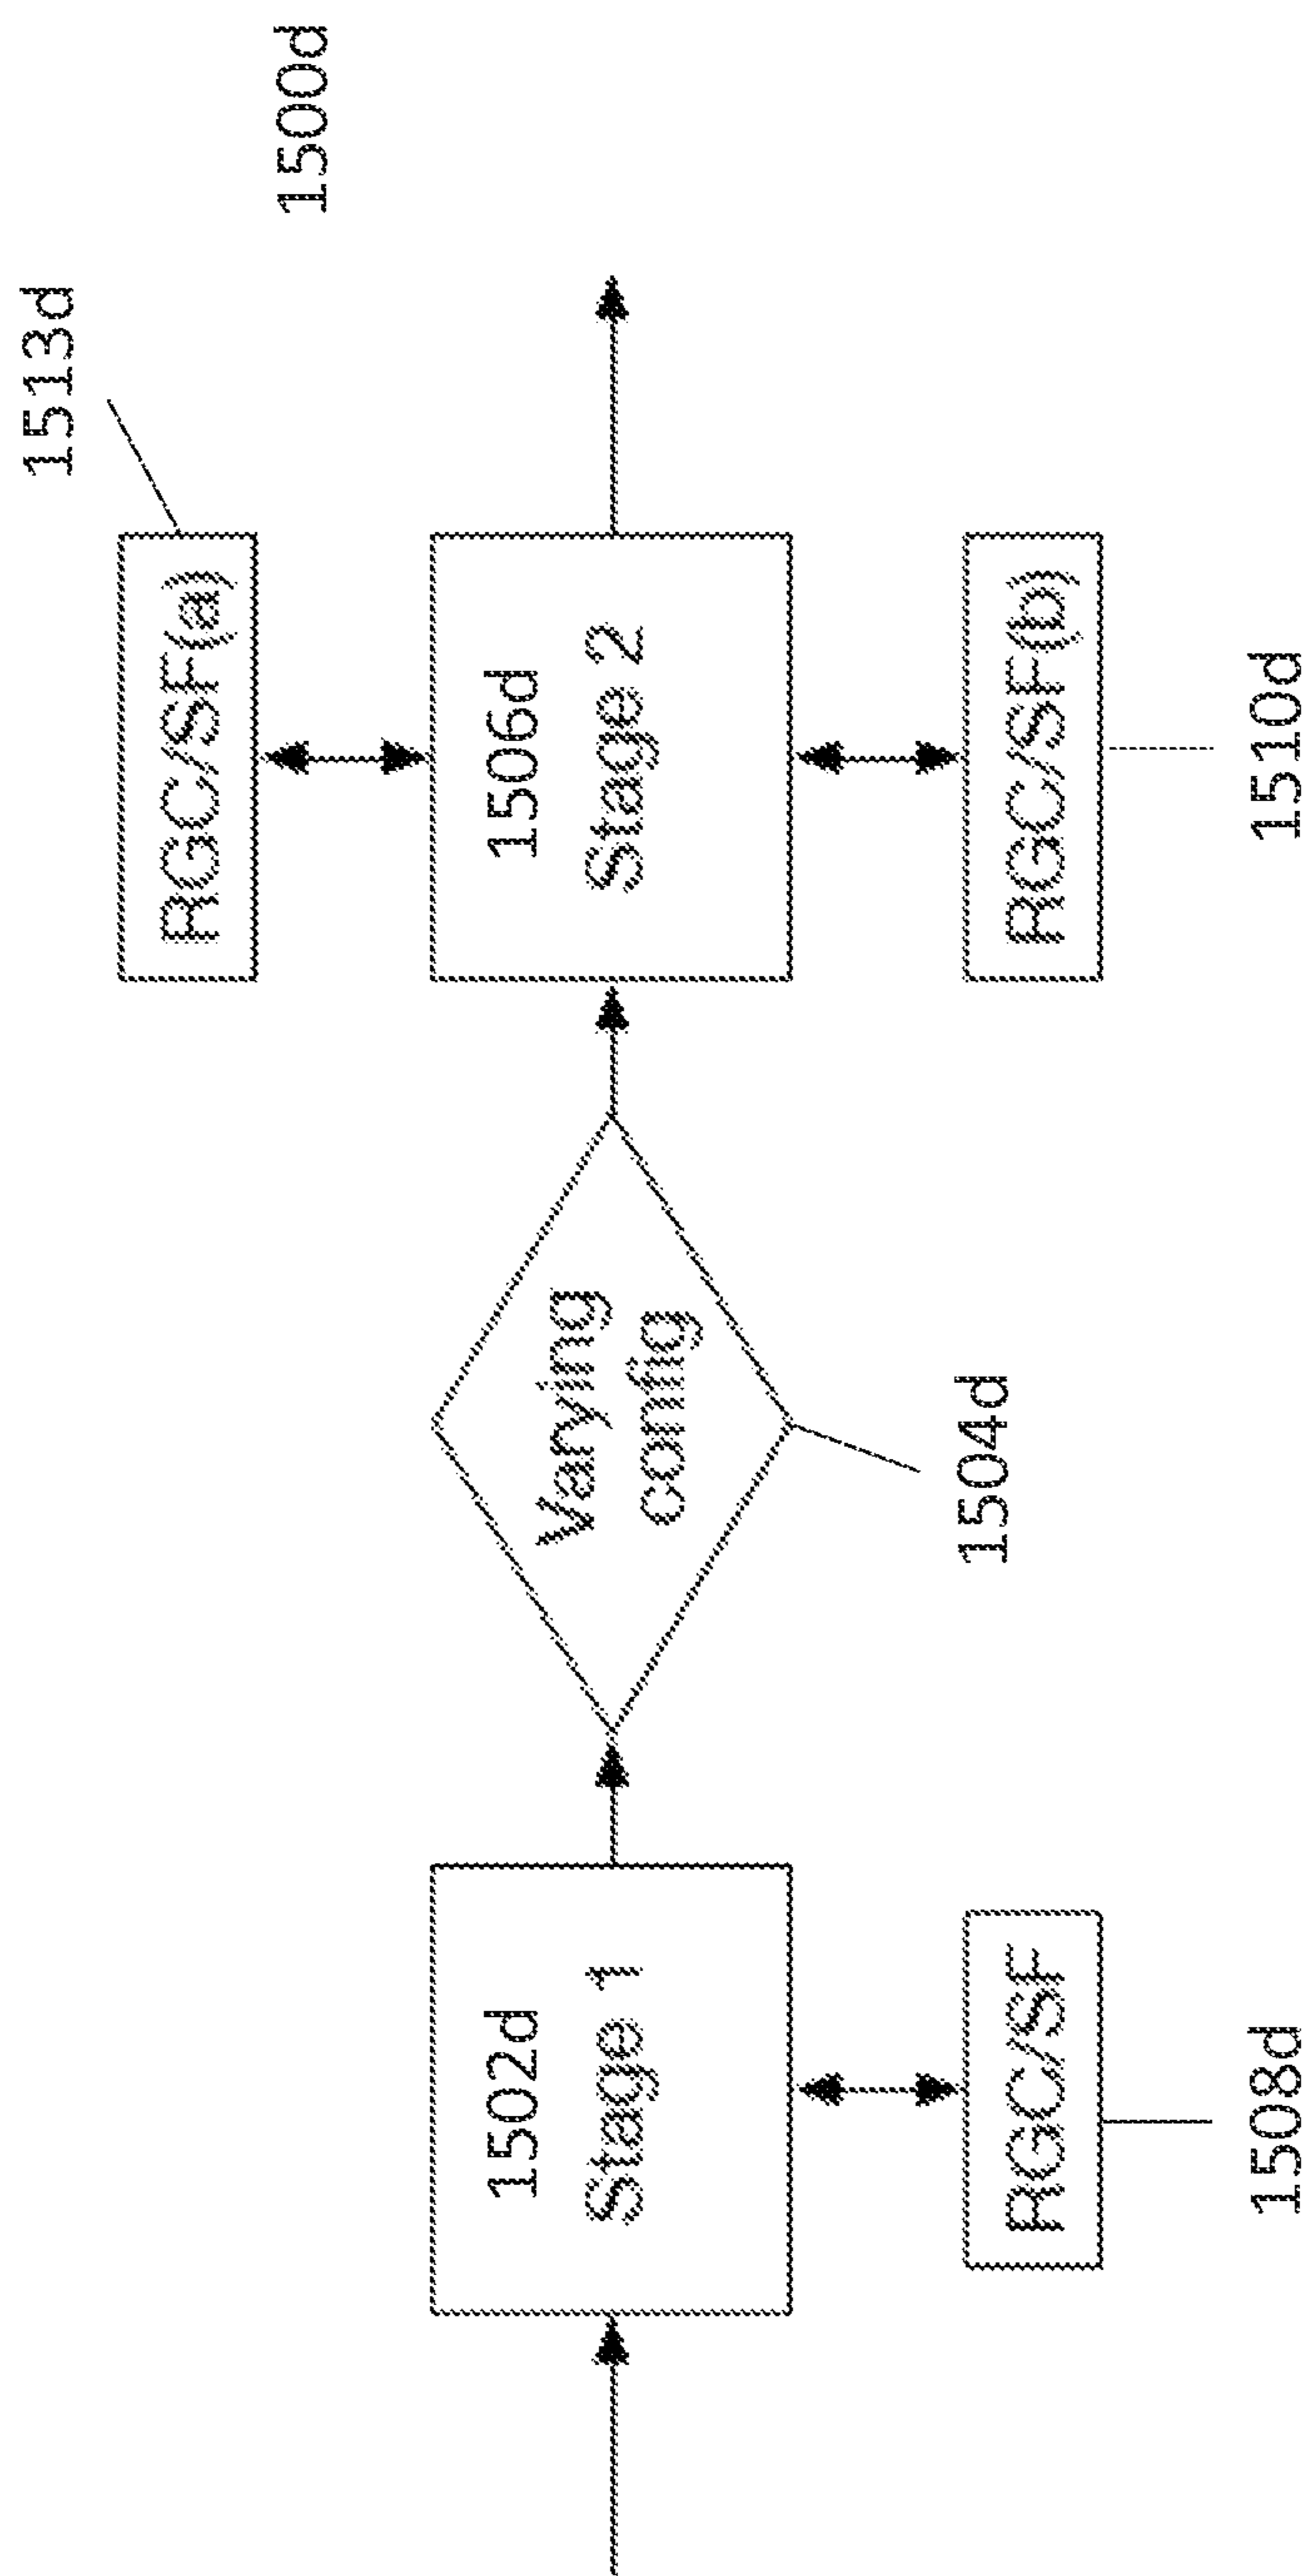 1500d
1513d
RGC/SF(a)
1502d
Stage 1
Varying
config
1506d
Stage 2
1504d
RGC/SF
RGC/SF(b)
1508d
1510d